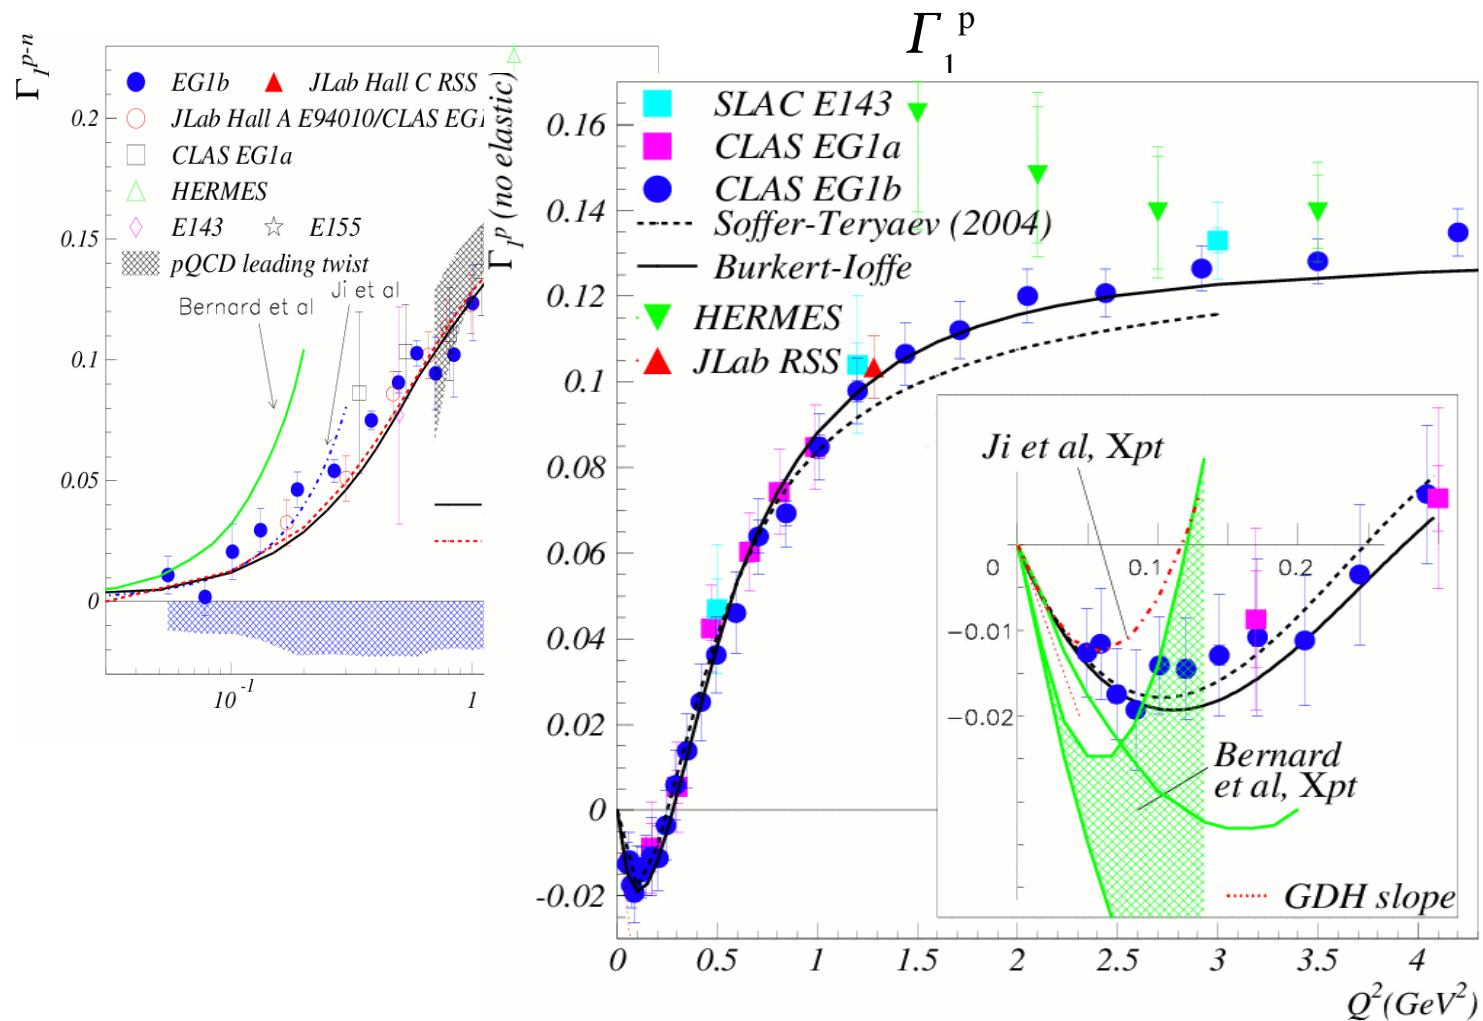 Γ₁ᵖ
Γ₁ᵖ⁻ⁿ
EG1b
JLab Hall C RSS
JLab Hall A E94010/CLAS EG1
CLAS EG1a
HERMES
E143
E155
pQCD leading twist
Bernard et al
Ji et al
0.2
0.15
0.1
0.05
0
10⁻¹
1
Γ₁ᵖ (no elastic)
SLAC E143
CLAS EG1a
CLAS EG1b
Soffer-Teryaev (2004)
Burkert-Ioffe
HERMES
JLab RSS
0.16
0.14
0.12
0.1
0.08
0.06
0.04
0.02
0
-0.02
Ji et al, Xpt
0
0.1
0.2
−0.01
−0.02
Bernard
et al, Xpt
GDH slope
0
0.5
1
1.5
2
2.5
3
3.5
4
Q²(GeV²)